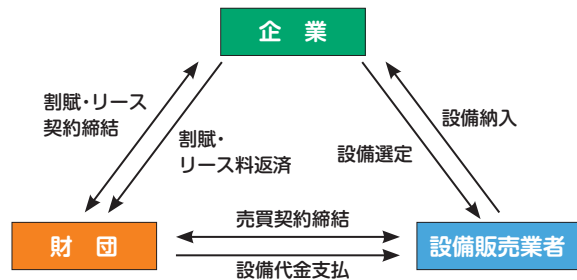 企 業
割賦・リース
契約締結
割賦・
リース料返済
設備選定
設備納入
財 団
売買契約締結
設備代金支払
設備販売業者